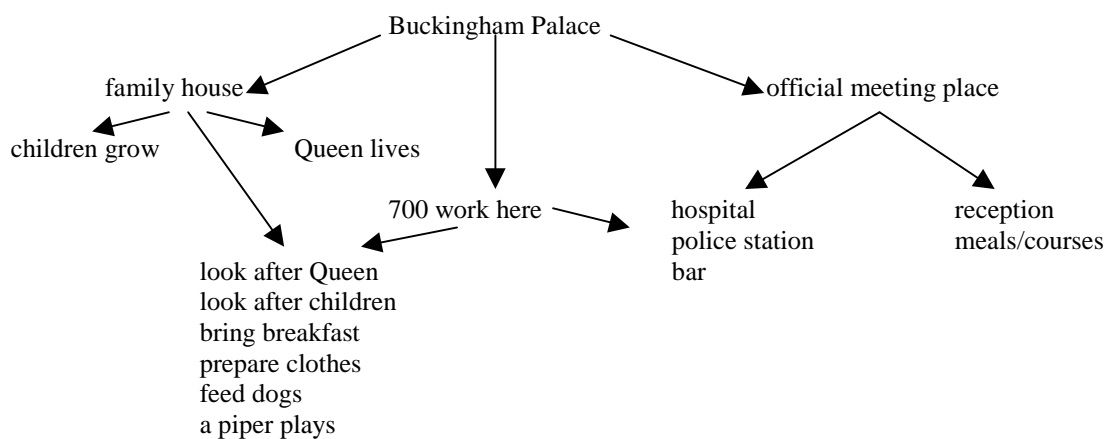 Buckingham Palace
family house
official meeting place
children grow
Queen lives
700 work here
hospital
police station
bar
reception
meals/courses
look after Queen
look after children
bring breakfast
prepare clothes
feed dogs
a piper plays